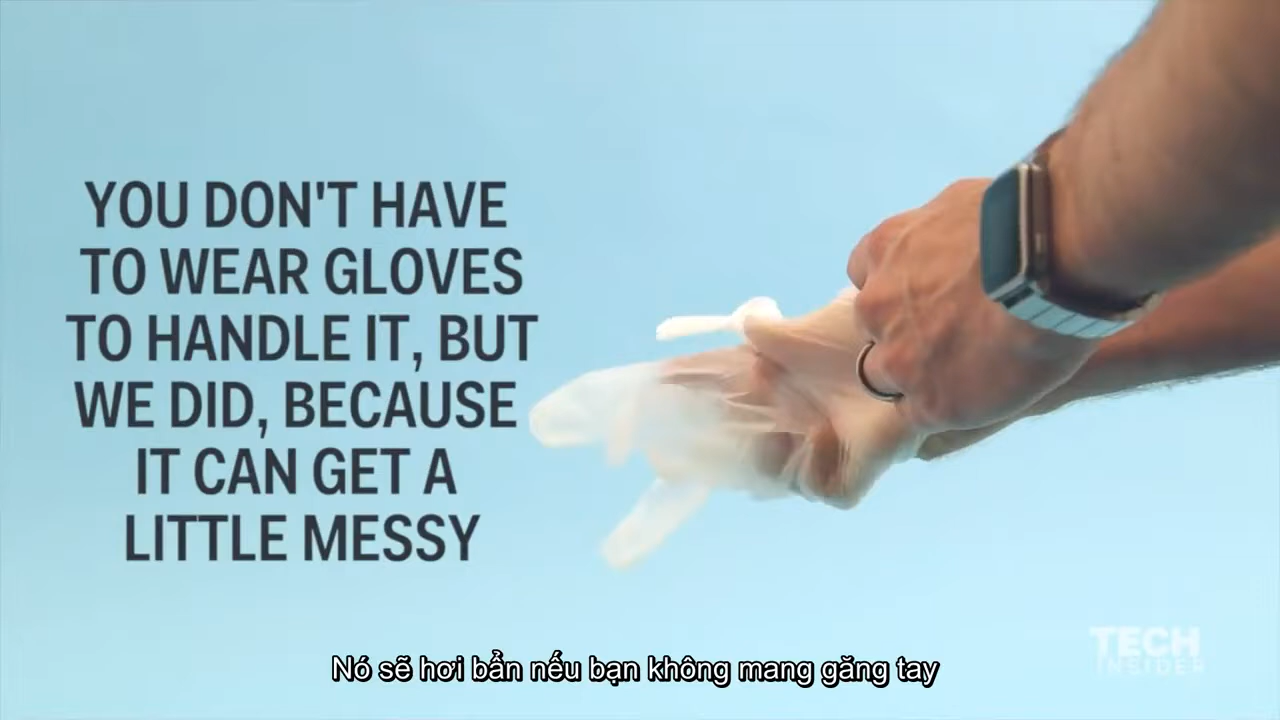 YOU DON'T HAVE
TO WEAR GLOVES
TO HANDLE IT, BUT
WE DID, BECAUSE
IT CAN GET A
LITTLE MESSY
TECH
INSIDER
Nó sẽ hơi bẩn nếu bạn không mang găng tay